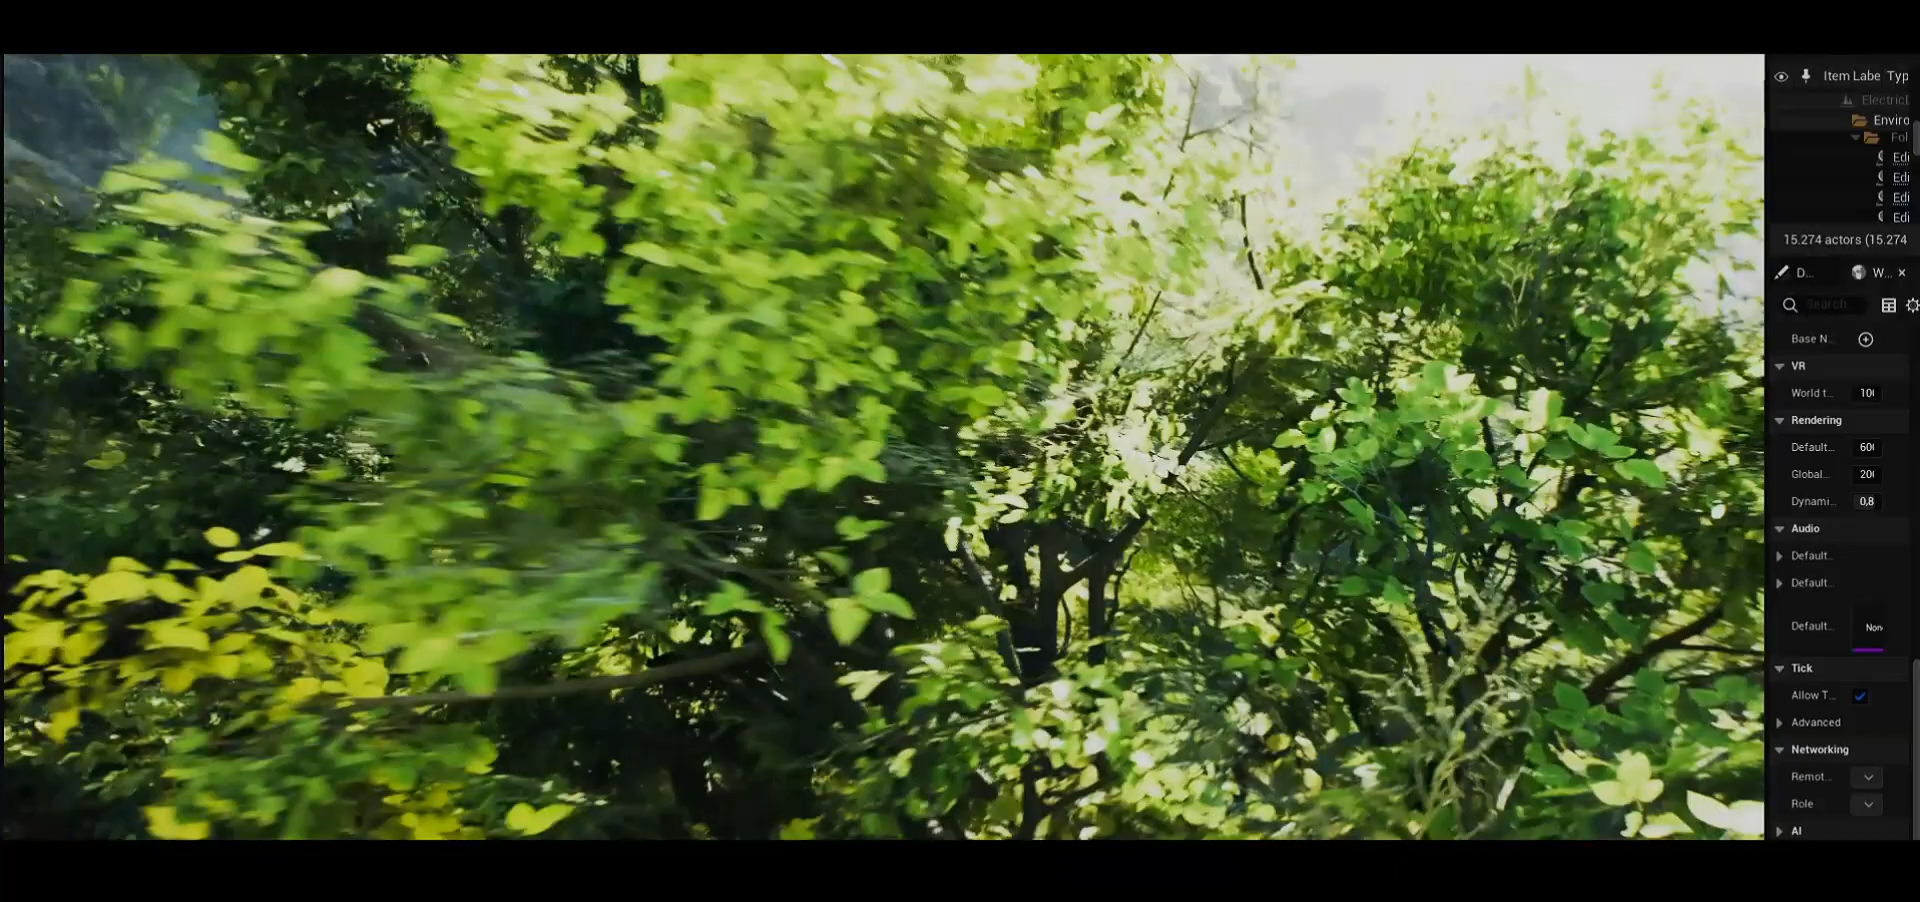 Item Labe Typ
Electricl
Enviro
Fol
Edi
Edi
Edi
Edi
15.274 actors (15.274
D...
W...
Search
Base N...
VR
World t...
10
Rendering
Default...
60
Global...
20
Dynami...
0,8
Audio
Default...
Default...
Default...
Non
Tick
Allow T...
Advanced
Networking
Remot...
Role
AI